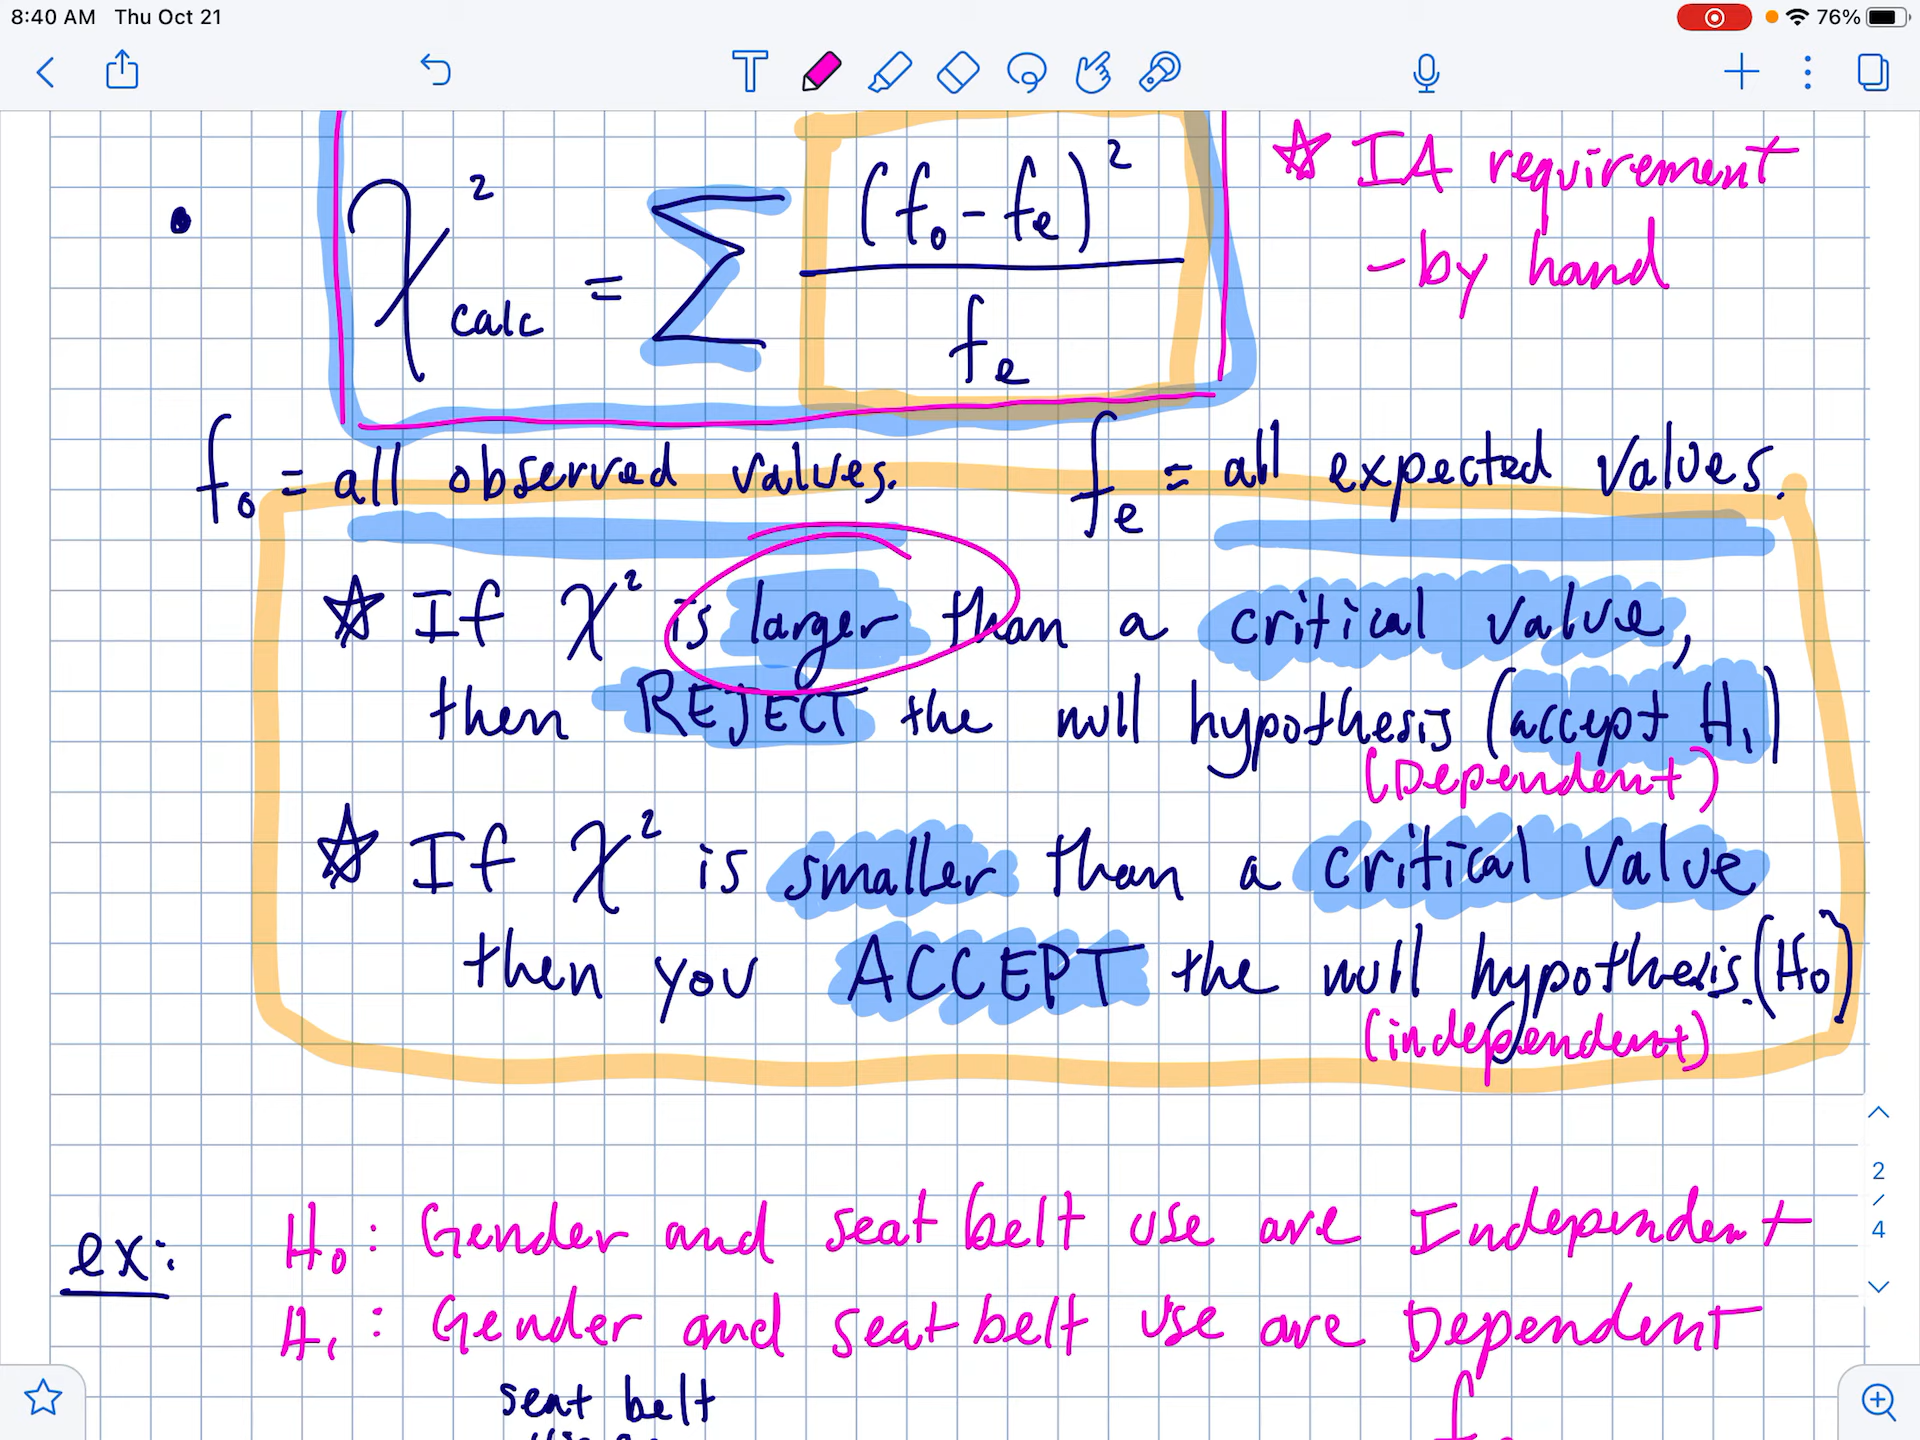 8:40 AM Thu Oct 21
76%
T
χ²calc = Σ (fo - fe)² / fe
☆ IA requirement
- by hand
fo = all observed values. fe = all expected values.
☆ If χ² is larger than a critical value,
then REJECT the null hypothesis (accept H₁)
(Dependent)
☆ If χ² is smaller than a critical value
then you ACCEPT the null hypothesis. (H₀)
(independent)
2
/
4
ex: H₀: Gender and seat belt use are Independent
H₁: Gender and seat belt use are Dependent
seat belt